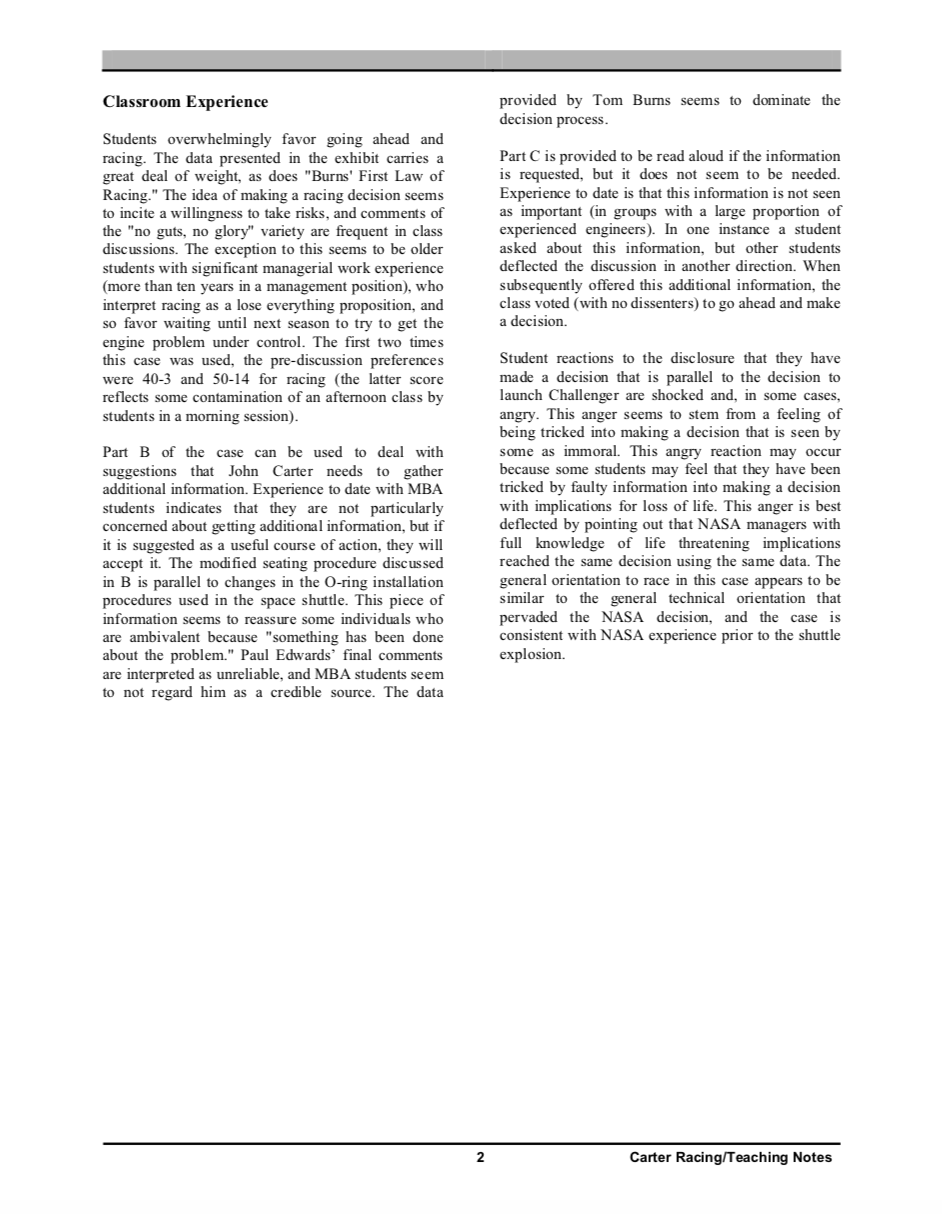 Classroom Experience
Students overwhelmingly favor going ahead and
racing. The data presented in the exhibit carries a
great deal of weight, as does "Burns' First Law of
Racing." The idea of making a racing decision seems
to incite a willingness to take risks, and comments of
the "no guts, no glory" variety are frequent in class
discussions. The exception to this seems to be older
students with significant managerial work experience
(more than ten years in a management position), who
interpret racing as a lose everything proposition, and
so favor waiting until next season to try to get the
engine problem under control. The first two times
this case was used, the pre-discussion preferences
were 40-3 and 50-14 for racing (the latter score
reflects some contamination of an afternoon class by
students in a morning session).
Part B of the case can be used to deal with
suggestions that John Carter needs to gather
additional information. Experience to date with MBA
students indicates that they are not particularly
concerned about getting additional information, but if
it is suggested as a useful course of action, they will
accept it. The modified seating procedure discussed
in B is parallel to changes in the O-ring installation
procedures used in the space shuttle. This piece of
information seems to reassure some individuals who
are ambivalent because "something has been done
about the problem." Paul Edwards’ final comments
are interpreted as unreliable, and MBA students seem
to not regard him as a credible source. The data
provided by Tom Burns seems to dominate the
decision process.
Part C is provided to be read aloud if the information
is requested, but it does not seem to be needed.
Experience to date is that this information is not seen
as important (in groups with a large proportion of
experienced engineers). In one instance a student
asked about this information, but other students
deflected the discussion in another direction. When
subsequently offered this additional information, the
class voted (with no dissenters) to go ahead and make
a decision.
Student reactions to the disclosure that they have
made a decision that is parallel to the decision to
launch Challenger are shocked and, in some cases,
angry. This anger seems to stem from a feeling of
being tricked into making a decision that is seen by
some as immoral. This angry reaction may occur
because some students may feel that they have been
tricked by faulty information into making a decision
with implications for loss of life. This anger is best
deflected by pointing out that NASA managers with
full knowledge of life threatening implications
reached the same decision using the same data. The
general orientation to race in this case appears to be
similar to the general technical orientation that
pervaded the NASA decision, and the case is
consistent with NASA experience prior to the shuttle
explosion.
2
Carter Racing/Teaching Notes